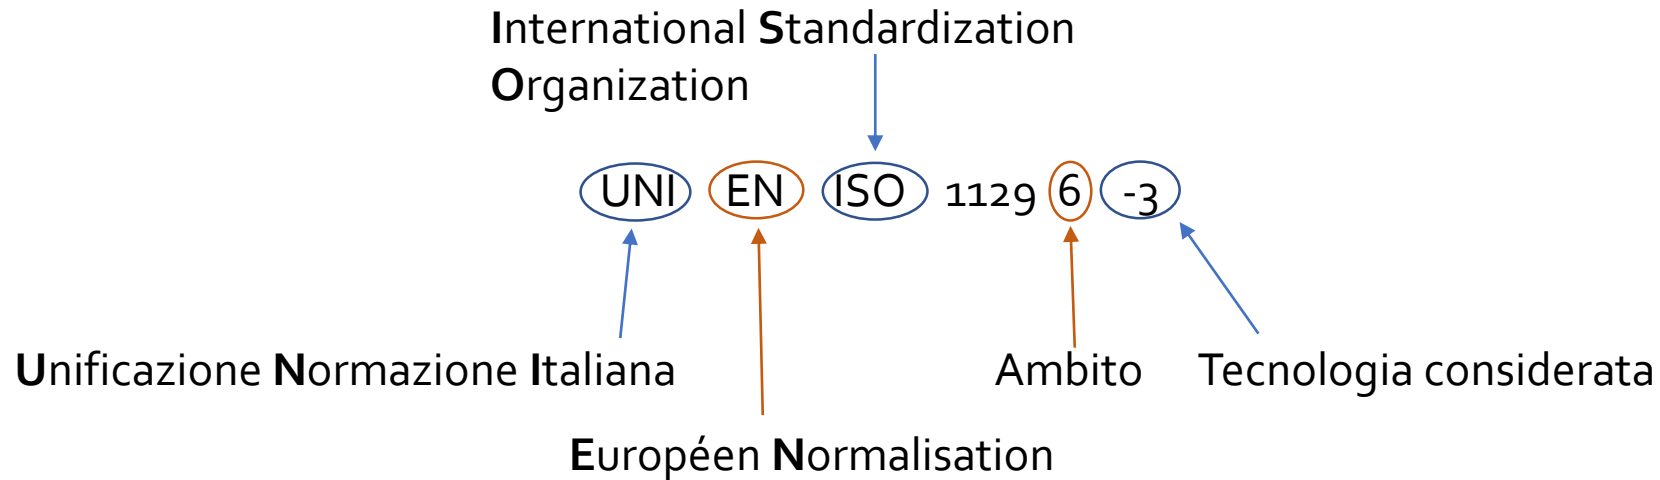 International Standardization
Organization
UNI EN ISO 1129 6 -3
Unificazione Normazione Italiana
Ambito
Tecnologia considerata
Européen Normalisation